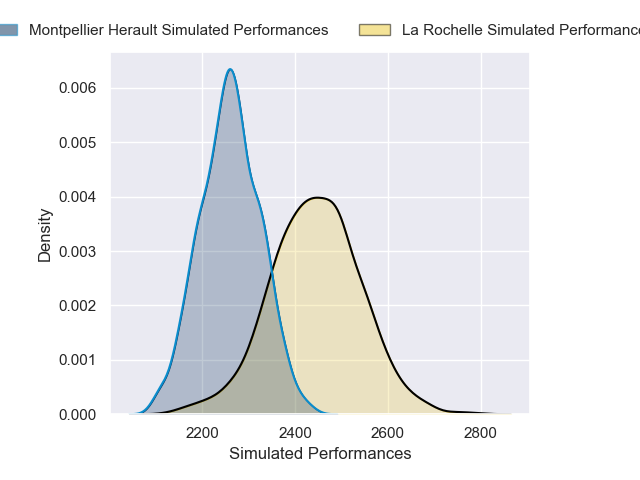 Montpellier Herault Simulated Performances
La Rochelle Simulated Performanc
0.006
0.005
0.004
0.003
0.002
0.001
0.000
Density
2200 2400 2600 2800
Simulated Performances